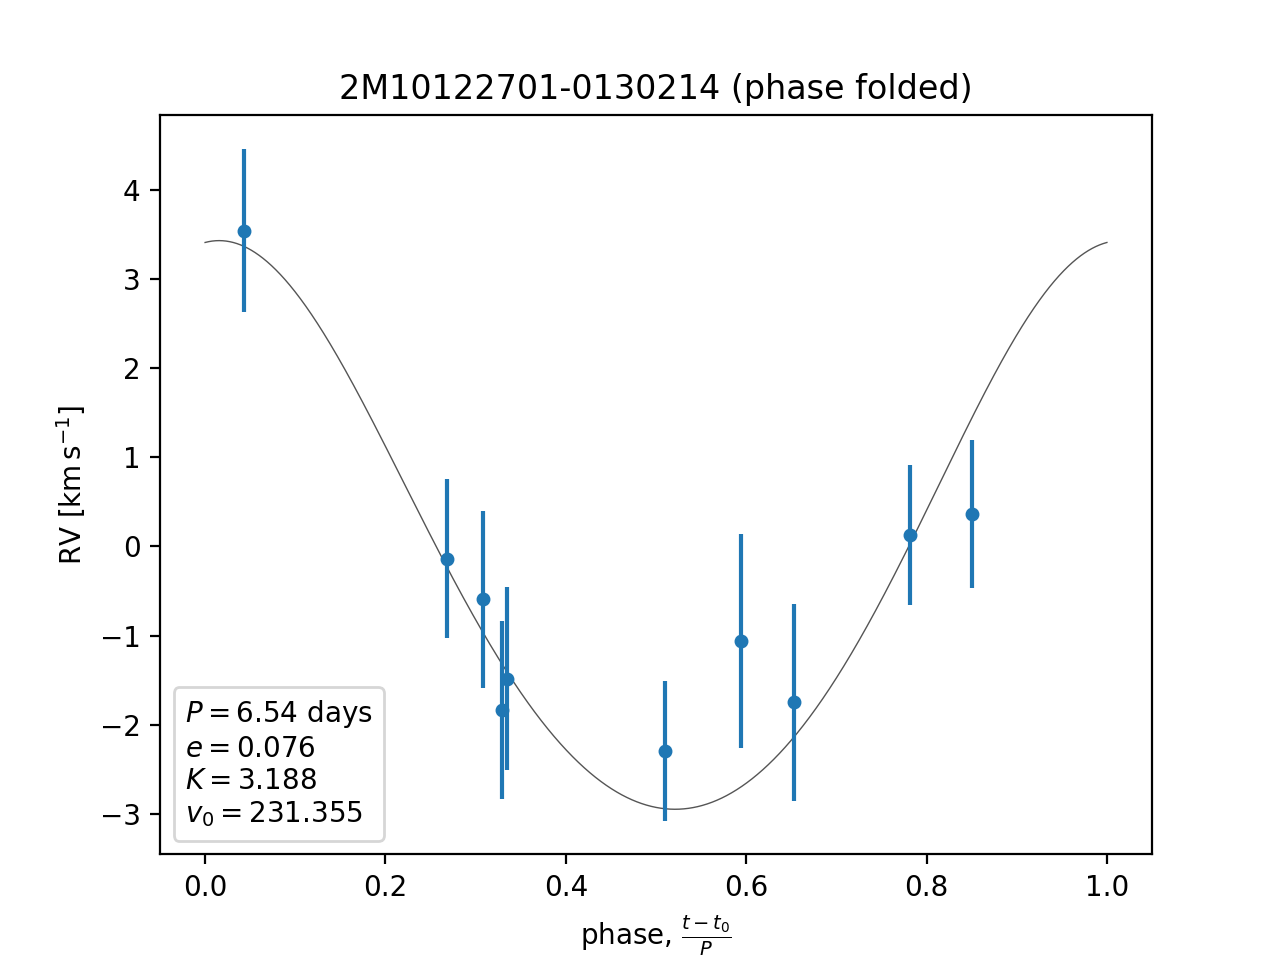 2M10122701-0130214 (phase folded)
RV [km s⁻¹]
4
3
2
1
0
−1
−2
−3
P = 6.54 days
e = 0.076
K = 3.188
v₀ = 231.355
0.0 0.2 0.4 0.6 0.8 1.0
phase, (t − t₀)/P